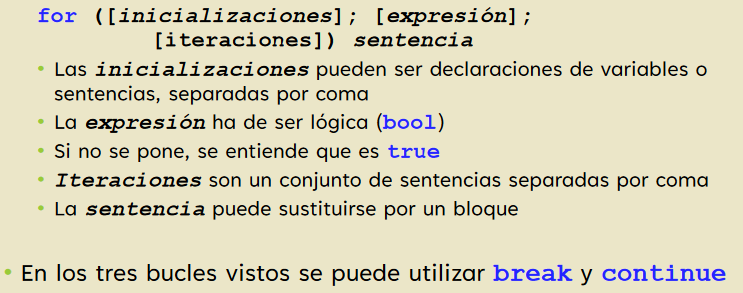 for ([inicializaciones]; [expresión];
[iteraciones]) sentencia
• Las inicializaciones pueden ser declaraciones de variables o
sentencias, separadas por coma
• La expresión ha de ser lógica (bool)
• Si no se pone, se entiende que es true
• Iteraciones son un conjunto de sentencias separadas por coma
• La sentencia puede sustituirse por un bloque
• En los tres bucles vistos se puede utilizar break y continue